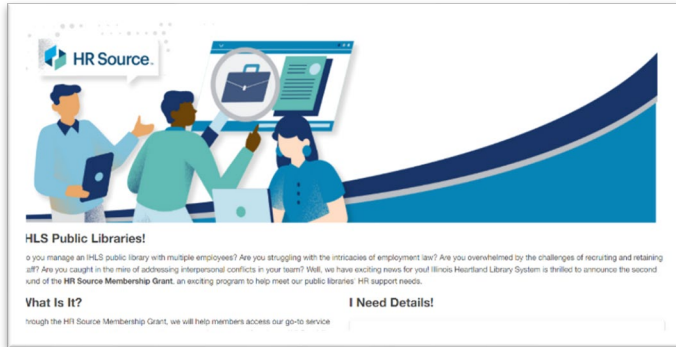 HR Source
HLS Public Libraries!
o you manage an IHLS public library with multiple employees? Are you struggling with the intricacies of employment law? Are you overwhelmed by the challenges of recruiting and retaining
aff? Are you caught in the mire of addressing interpersonal conflicts in your team? Well, we have exciting news for you! Illinois Heartland Library System is thrilled to announce the second
und of the HR Source Membership Grant, an exciting program to help meet our public libraries' HR support needs.
What Is It?
I Need Details!
hrough the HR Source Membership Grant, we will help members access our go-to service